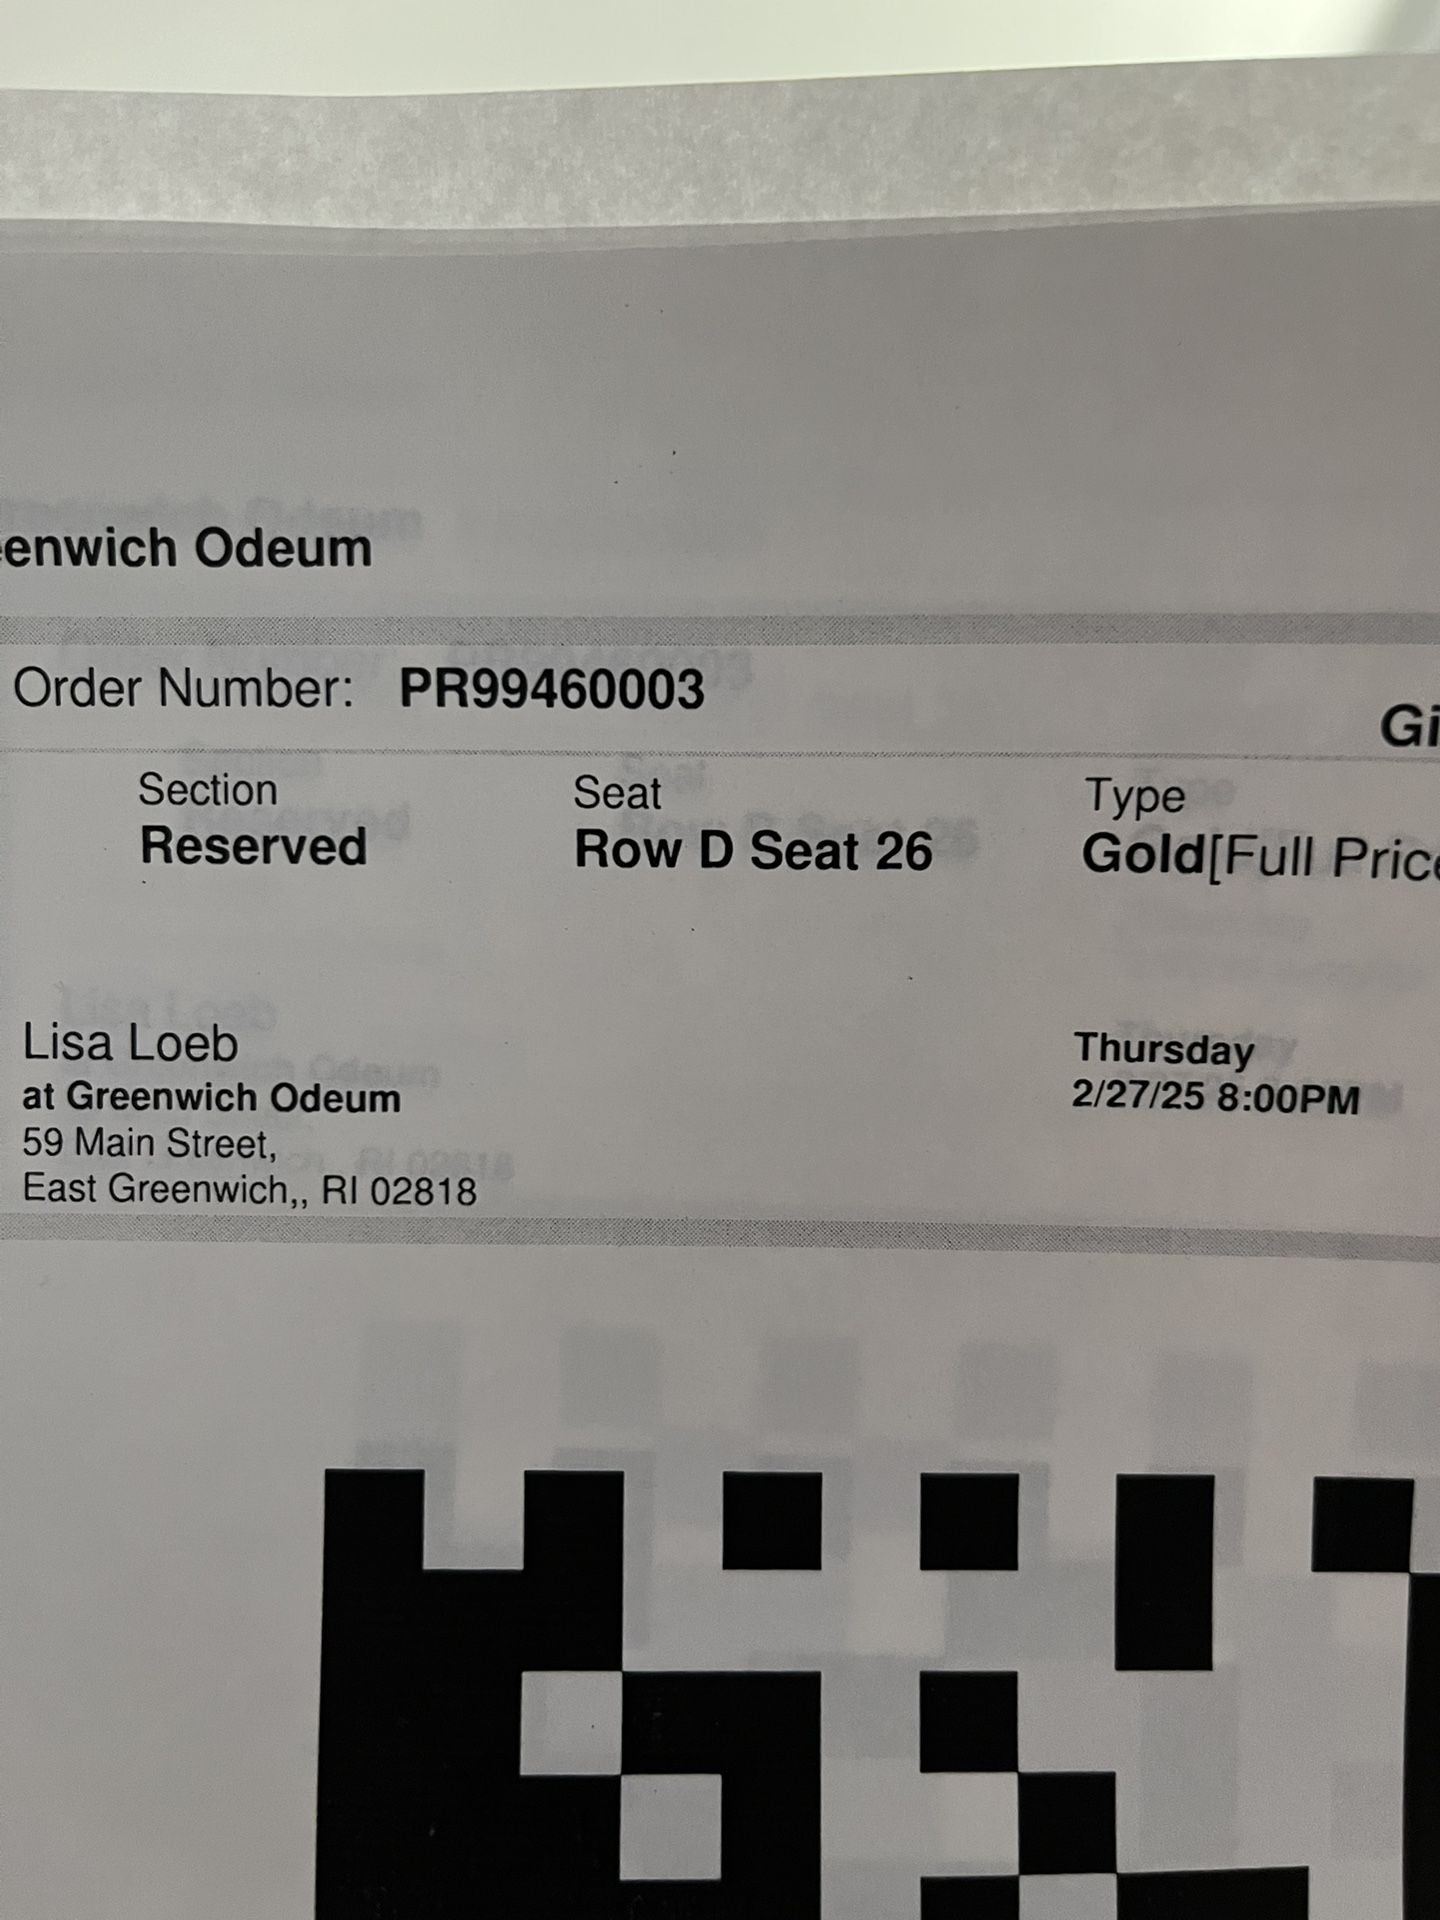 enwich Odeum
Order Number: PR99460003
Gi
Section Seat Type
Reserved Row D Seat 26 Gold[Full Price
Lisa Loeb
Thursday
at Greenwich Odeum
2/27/25 8:00PM
59 Main Street,
East Greenwich,, RI 02818